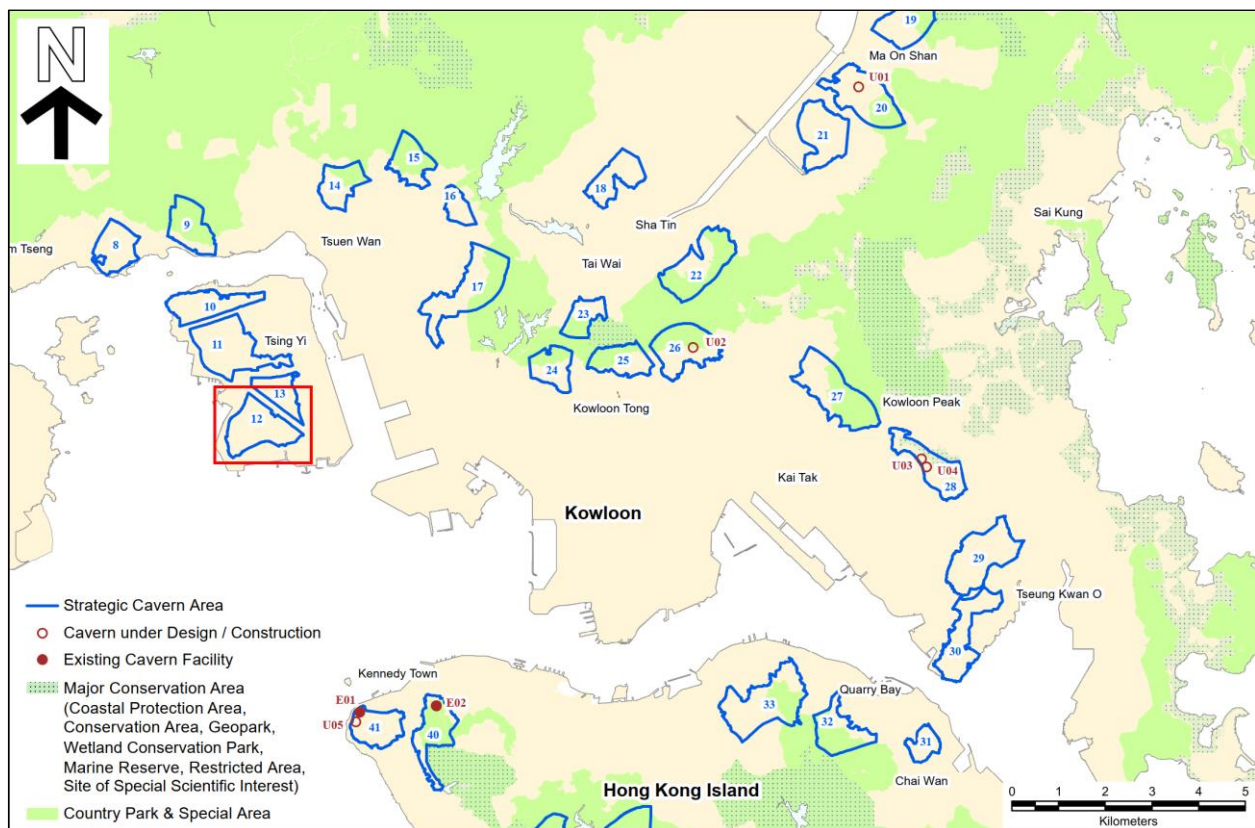 N
19
Ma On Shan
U01
20
21
15
14
16
18
Sai Kung
9
8
m Tseng
Tsuen Wan
Sha Tin
Tai Wai
22
17
10
23
11
Tsing Yi
26
U02
25
24
13
12
Kowloon Tong
27
Kowloon Peak
U03
U04
28
Kai Tak
Kowloon
29
Tseung Kwan O
30
Strategic Cavern Area
Cavern under Design / Construction
Existing Cavern Facility
Major Conservation Area
(Coastal Protection Area,
Conservation Area, Geopark,
Wetland Conservation Park,
Marine Reserve, Restricted Area,
Site of Special Scientific Interest)
Country Park & Special Area
Kennedy Town
E01
U05
41
E02
40
Quarry Bay
33
32
31
Chai Wan
Hong Kong Island
0 1 2 3 4 5
Kilometers